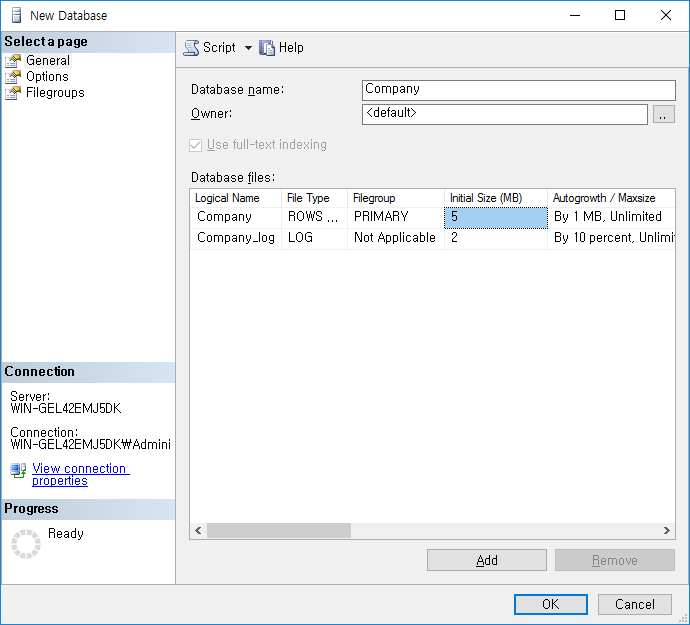 New Database
Select a page
General
Options
Filegroups
Connection
Server:
WIN-GEL42EMJ5DK
Connection:
WIN-GEL42EMJ5DK₩Admini
View connection
properties
Progress
Ready
Script Help
Database name: Company
Owner: <default> ..
Use full-text indexing
Database files:
Logical Name File Type Filegroup Initial Size (MB) Autogrowth / Maxsize
Company ROWS ... PRIMARY 5 By 1 MB, Unlimited
Company_log LOG Not Applicable 2 By 10 percent, Unlimi
Add Remove
OK Cancel